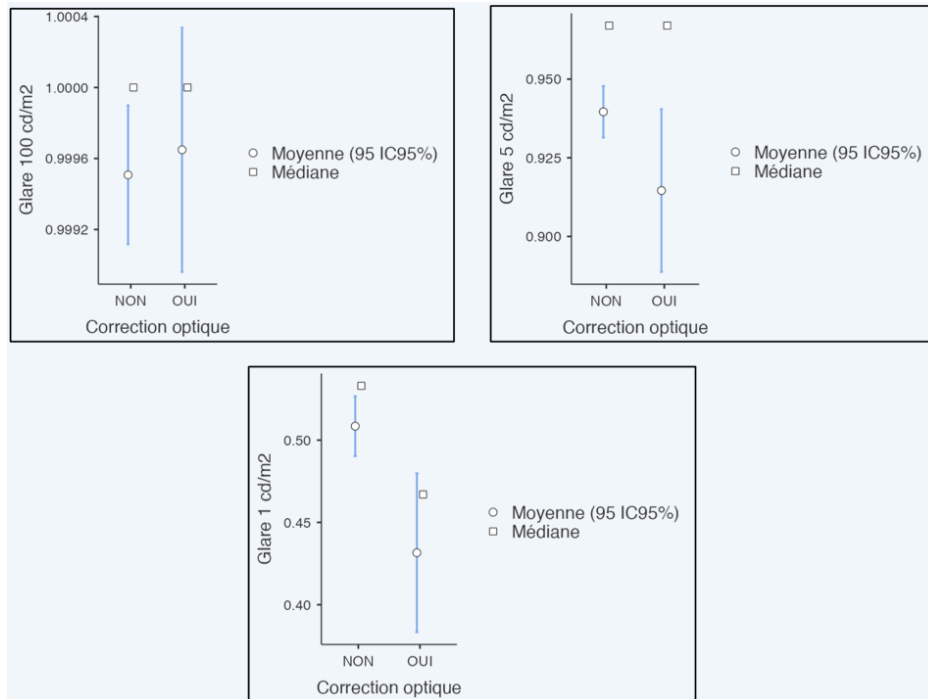 Glare 100 cd/m2
1.0004
1.0000
0.9996
0.9992
NON OUI
Correction optique
Moyenne (95 IC95%)
Médiane
Glare 5 cd/m2
0.950
0.925
0.900
NON OUI
Correction optique
Moyenne (95 IC95%)
Médiane
Glare 1 cd/m2
0.50
0.45
0.40
NON OUI
Correction optique
Moyenne (95 IC95%)
Médiane